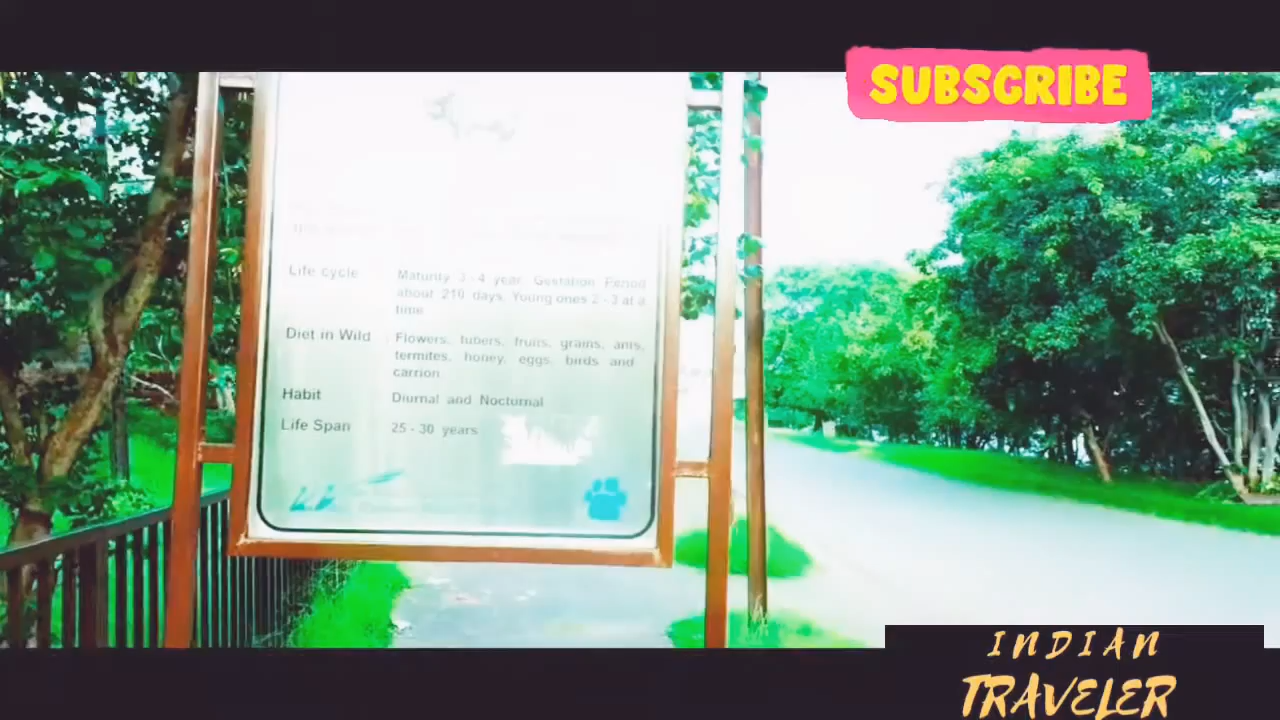 SUBSCRIBE
Life cycle Maturity 3 - 4 year. Gestation Period
about 210 days. Young ones 2 - 3 at a
time
Diet in Wild : Flowers, tubers, fruits, grains, ants,
termites, honey, eggs, birds and
carrion
Habit Diurnal and Nocturnal
Life Span 25 - 30 years
INDIAN
TRAVELER